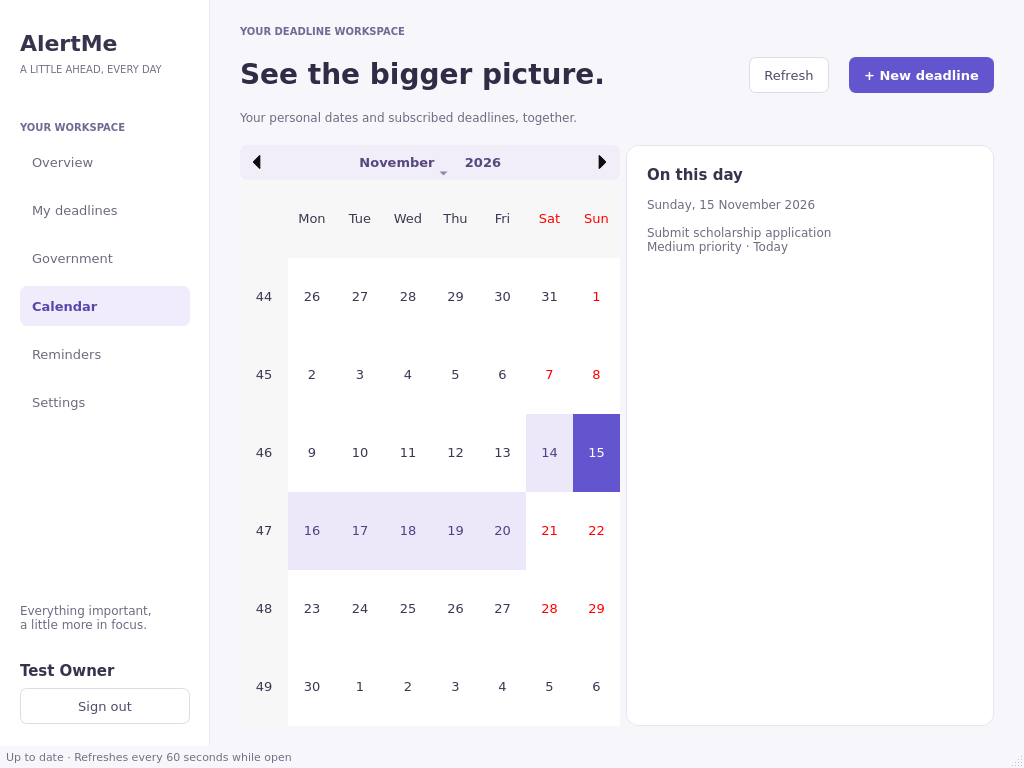 AlertMe
A LITTLE AHEAD, EVERY DAY
YOUR WORKSPACE
Overview
My deadlines
Government
Calendar
Reminders
Settings
Everything important,
a little more in focus.
Test Owner
Sign out
YOUR DEADLINE WORKSPACE
See the bigger picture.
Refresh
+ New deadline
Your personal dates and subscribed deadlines, together.
November 2026
Mon Tue Wed Thu Fri Sat Sun
44 26 27 28 29 30 31 1
45 2 3 4 5 6 7 8
46 9 10 11 12 13 14 15
47 16 17 18 19 20 21 22
48 23 24 25 26 27 28 29
49 30 1 2 3 4 5 6
On this day
Sunday, 15 November 2026
Submit scholarship application
Medium priority · Today
Up to date · Refreshes every 60 seconds while open